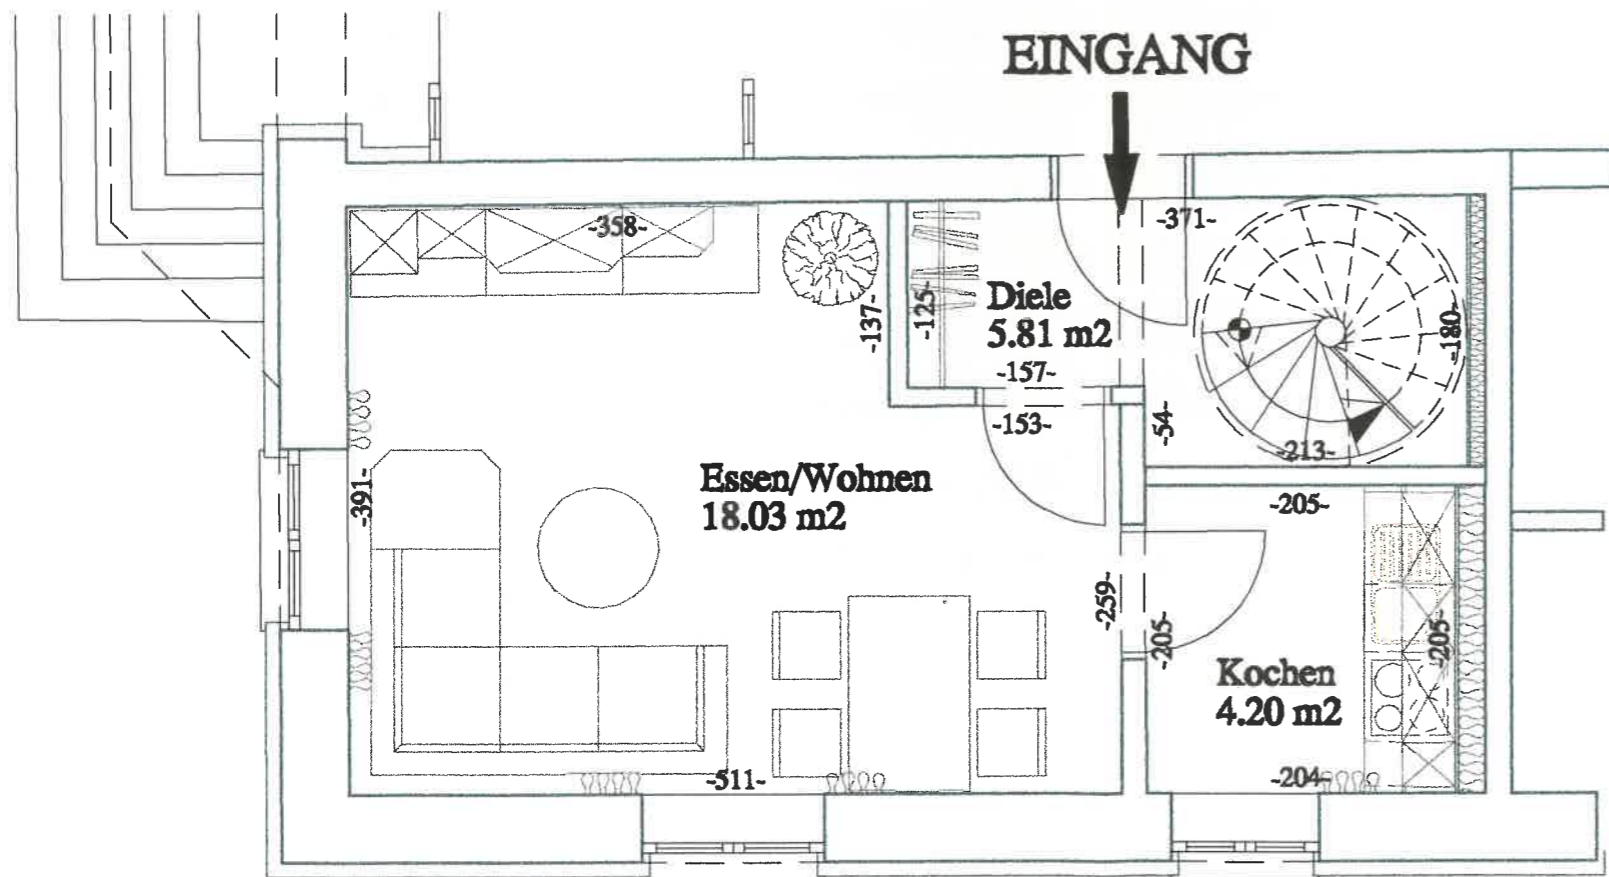 EINGANG
-358-
-371-
-137-
-125-
Diele
5.81 m2
-180-
-157-
-153-
-54-
-213-
Essen/Wohnen
18.03 m2
-391-
-205-
-259-
-205-
-205-
Kochen
4.20 m2
-511-
-204-